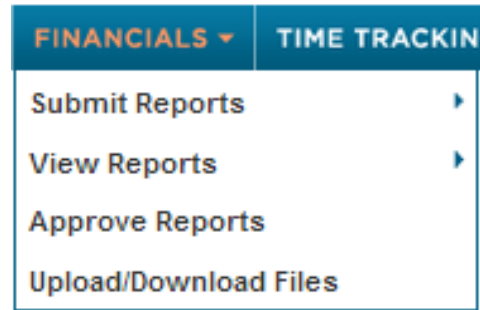 FINANCIALS TIME TRACKIN
Submit Reports
View Reports
Approve Reports
Upload/Download Files